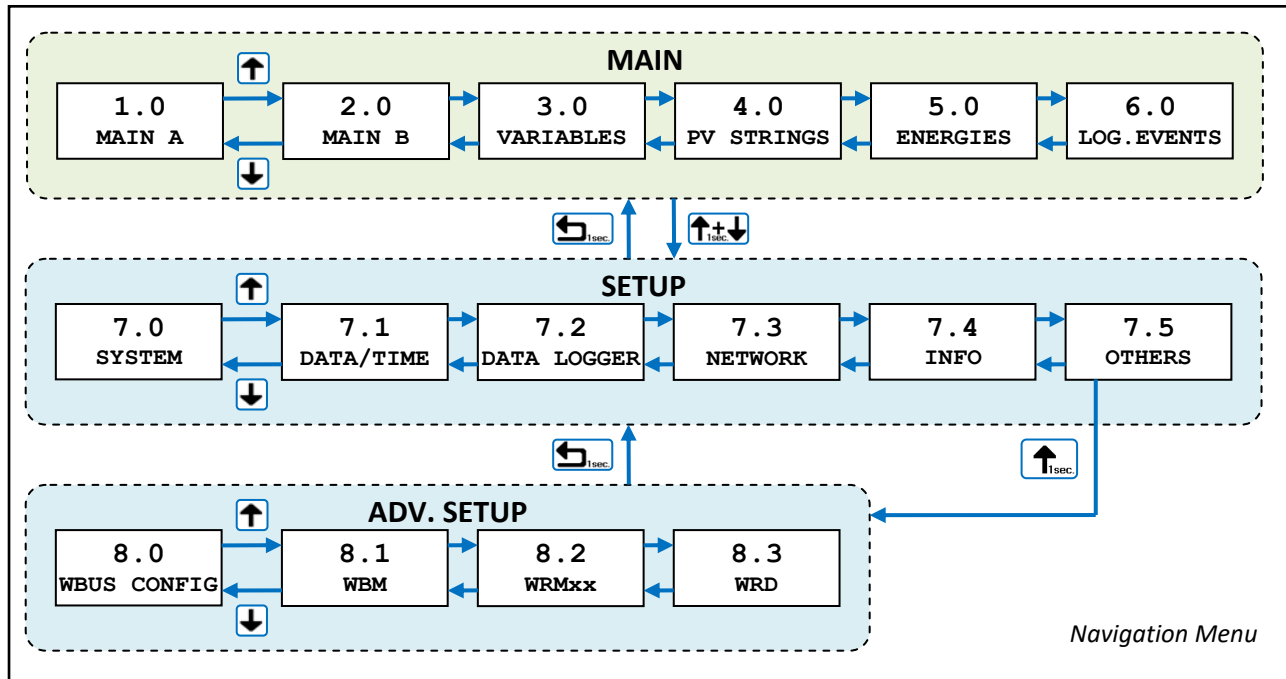 MAIN
1.0
MAIN A
2.0
MAIN B
3.0
VARIABLES
4.0
PV STRINGS
5.0
ENERGIES
6.0
LOG.EVENTS
1sec.
1sec.
+
SETUP
7.0
SYSTEM
7.1
DATA/TIME
7.2
DATA LOGGER
7.3
NETWORK
7.4
INFO
7.5
OTHERS
1sec.
1sec.
ADV. SETUP
8.0
WBUS CONFIG
8.1
WBM
8.2
WRMxx
8.3
WRD
Navigation Menu